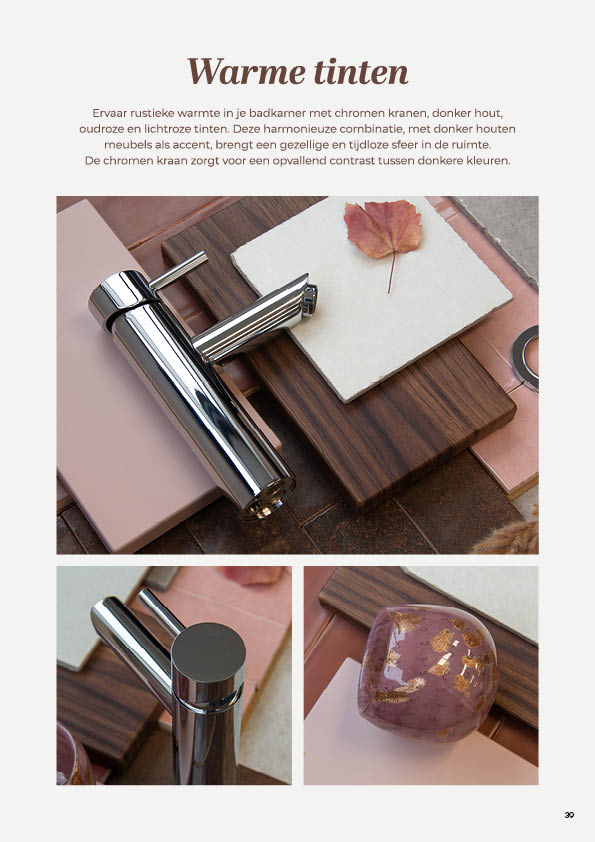 Warme tinten
Ervaar rustieke warmte in je badkamer met chromen kranen, donker hout,
oudroze en lichtroze tinten. Deze harmonieuze combinatie, met donker houten
meubels als accent, brengt een gezellige en tijdloze sfeer in de ruimte.
De chromen kraan zorgt voor een opvallend contrast tussen donkere kleuren.
39